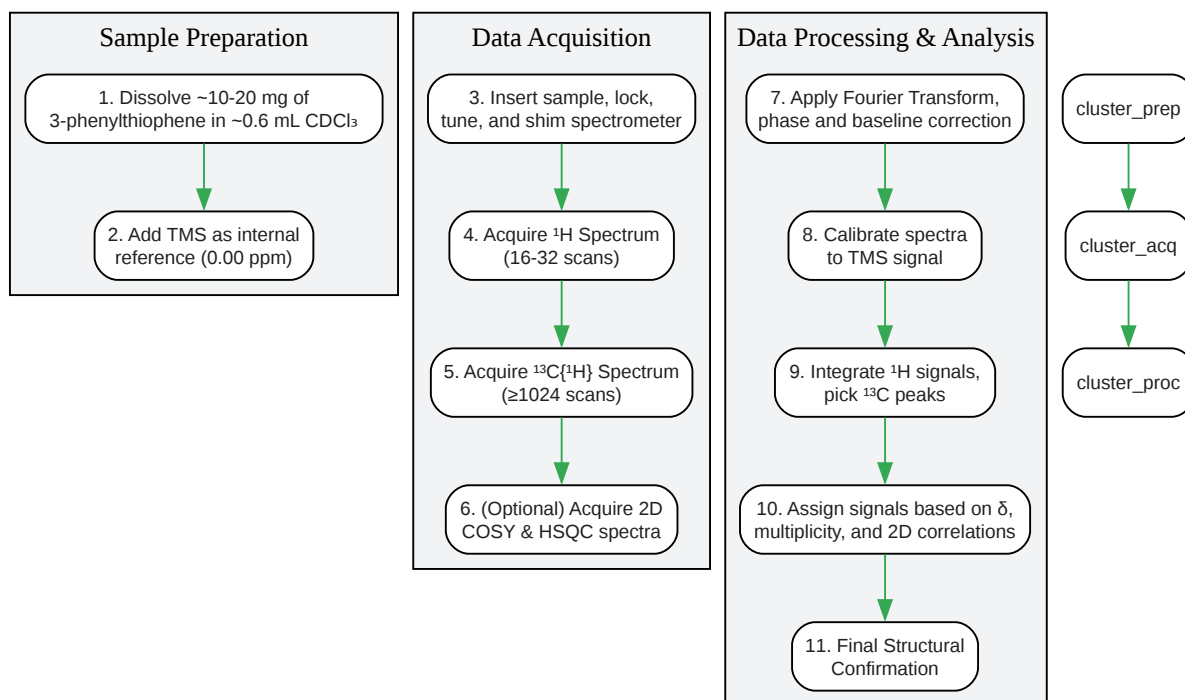 Sample Preparation
1. Dissolve ~10-20 mg of
3-phenylthiophene in ~0.6 mL CDCl₃
2. Add TMS as internal
reference (0.00 ppm)
Data Acquisition
3. Insert sample, lock,
tune, and shim spectrometer
4. Acquire ¹H Spectrum
(16-32 scans)
5. Acquire ¹³C{¹H} Spectrum
(≥1024 scans)
6. (Optional) Acquire 2D
COSY & HSQC spectra
Data Processing & Analysis
7. Apply Fourier Transform,
phase and baseline correction
8. Calibrate spectra
to TMS signal
9. Integrate ¹H signals,
pick ¹³C peaks
10. Assign signals based on δ,
multiplicity, and 2D correlations
11. Final Structural
Confirmation
cluster_prep
cluster_acq
cluster_proc